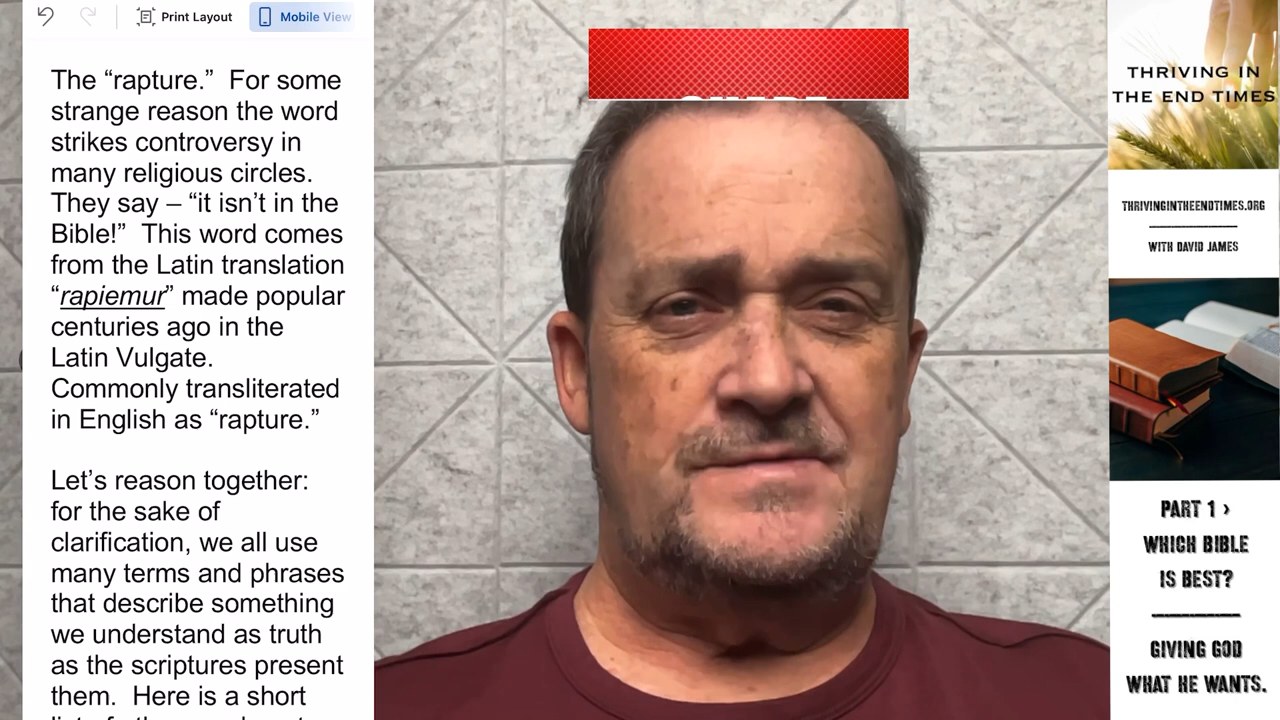 Print Layout
Mobile View
The “rapture.”  For some
strange reason the word
strikes controversy in
many religious circles.
They say – “it isn’t in the
Bible!”  This word comes
from the Latin translation
“rapiemur” made popular
centuries ago in the
Latin Vulgate.
Commonly transliterated
in English as “rapture.”
Let’s reason together:
for the sake of
clarification, we all use
many terms and phrases
that describe something
we understand as truth
as the scriptures present
them.  Here is a short
THRIVING IN
THE END TIMES
THRIVINGINTHEENDTIMES.ORG
WITH DAVID JAMES
PART 1 ›
WHICH BIBLE
IS BEST?
GIVING GOD
WHAT HE WANTS.